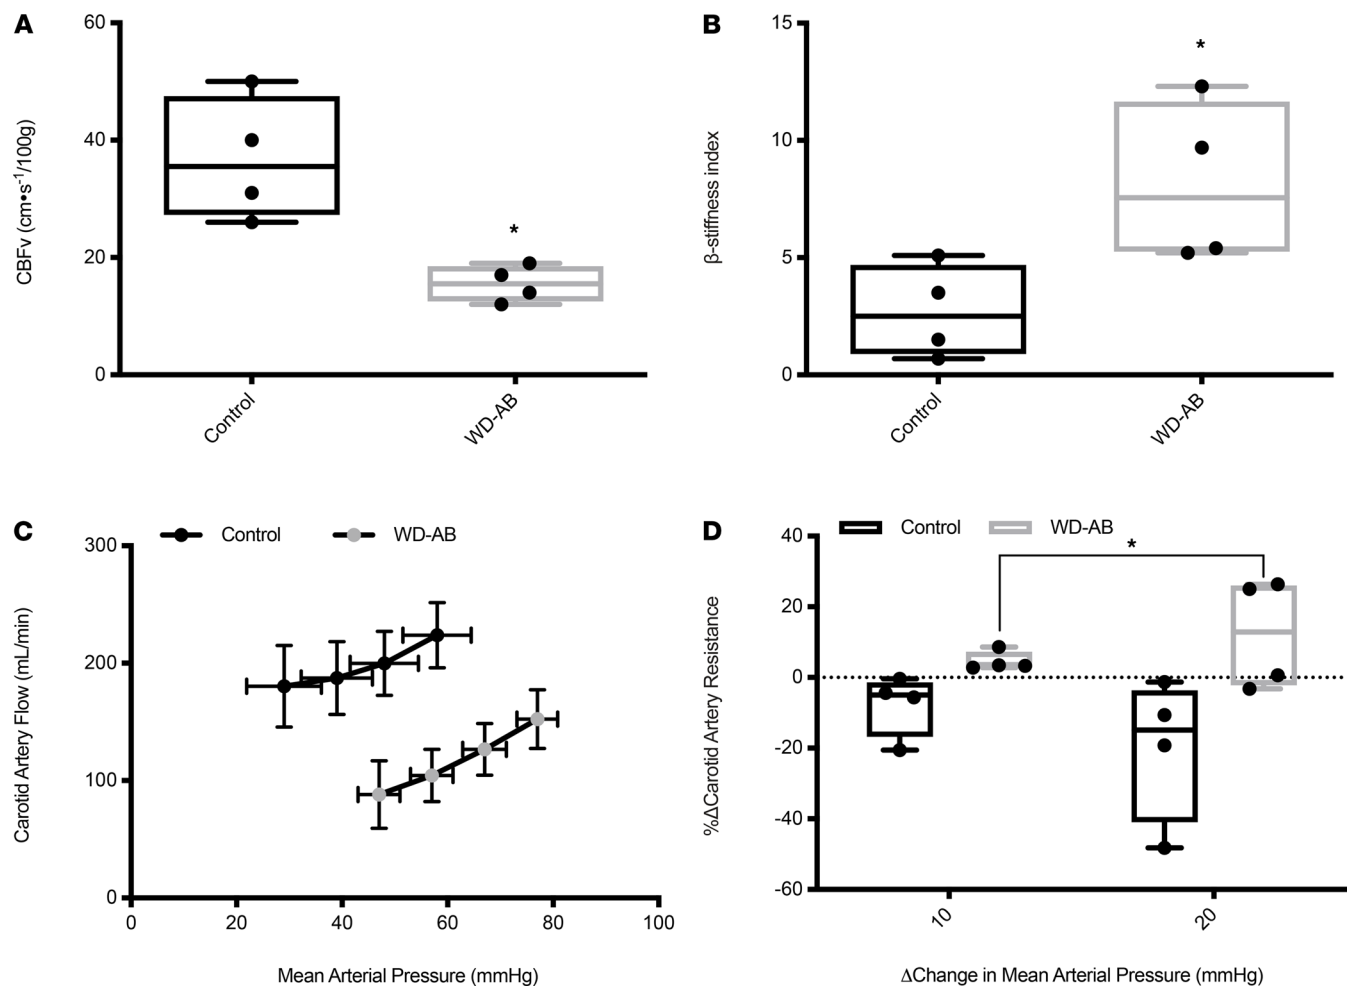 A
CBFv (cm•s⁻¹/100g)
60
40
20
0
*
Control
WD-AB
B
β-stiffness index
15
10
5
0
*
Control
WD-AB
C
Control
WD-AB
Carotid Artery Flow (mL/min)
300
200
100
0
0
20
40
60
80
100
Mean Arterial Pressure (mmHg)
D
Control
WD-AB
%ΔCarotid Artery Resistance
40
20
0
-20
-40
-60
*
10
20
ΔChange in Mean Arterial Pressure (mmHg)